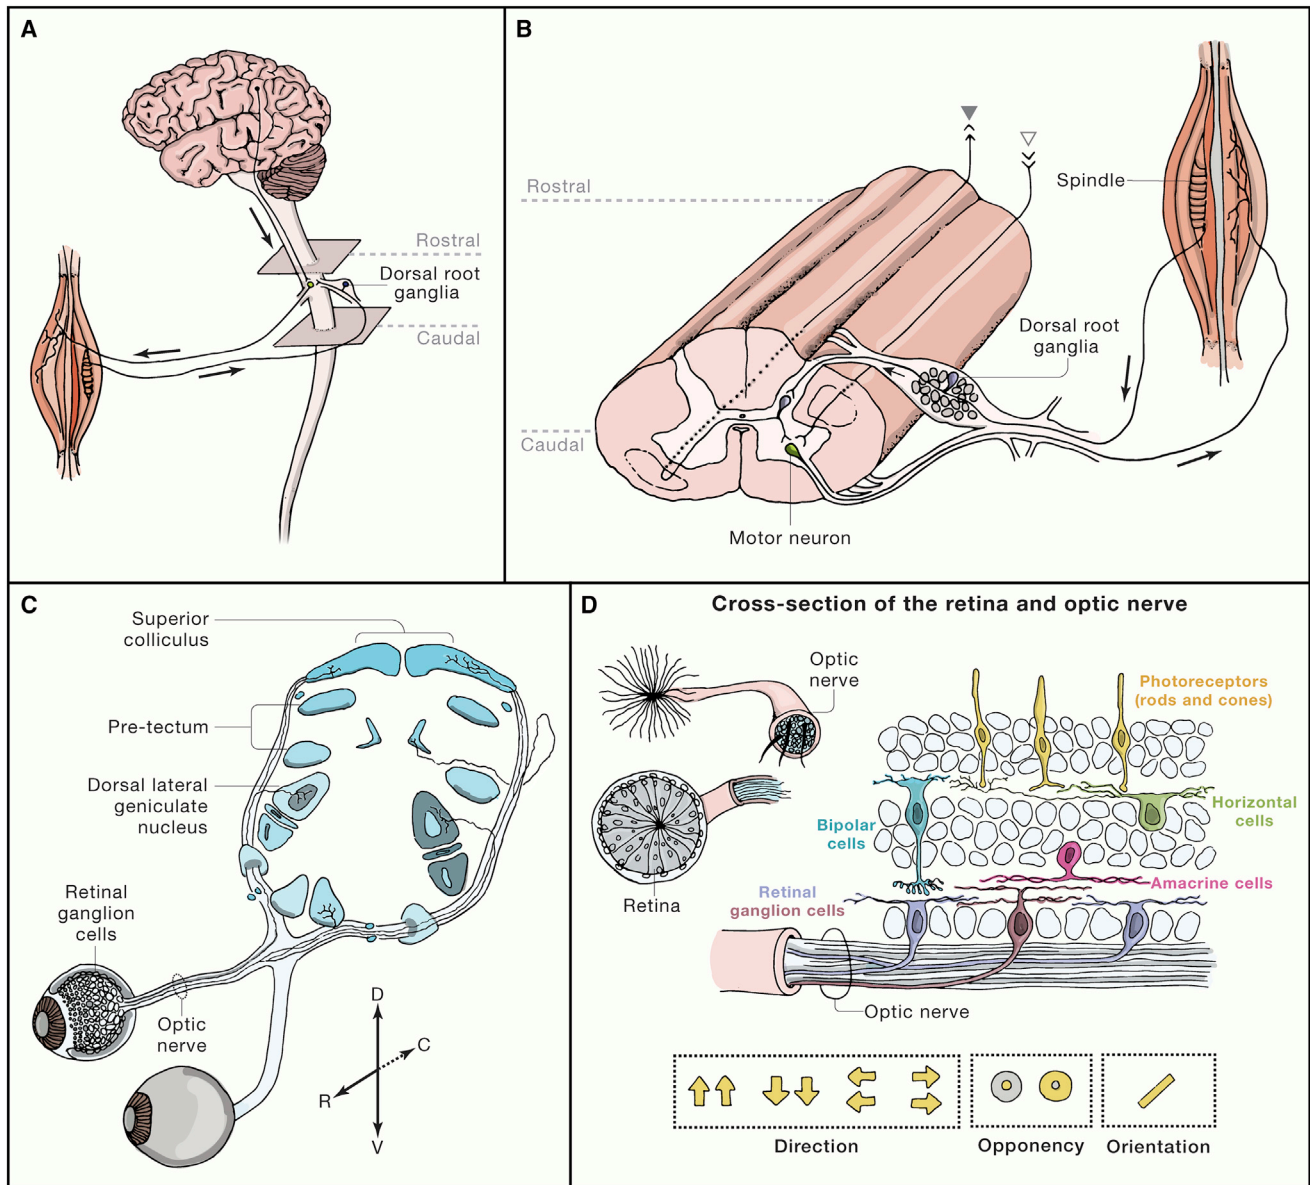 A
Rostral
Dorsal root
ganglia
Caudal
B
Rostral
Spindle
Dorsal root
ganglia
Caudal
Motor neuron
C
Superior
colliculus
Pre-tectum
Dorsal lateral
geniculate
nucleus
Retinal
ganglion
cells
Optic
nerve
D
C
R
V
D
Cross-section of the retina and optic nerve
Optic
nerve
Retina
Photoreceptors
(rods and cones)
Horizontal
cells
Bipolar
cells
Amacrine cells
Retinal
ganglion cells
Optic nerve
Direction
Opponency
Orientation